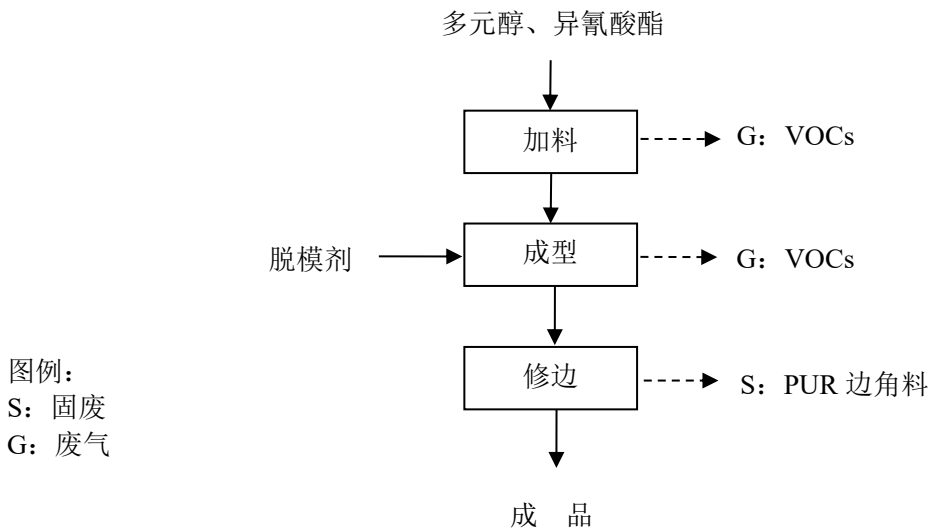 多元醇、异氰酸酯
加料
G：VOCs
脱模剂
成型
G：VOCs
修边
S：PUR 边角料
图例：
S：固废
G：废气
成 品